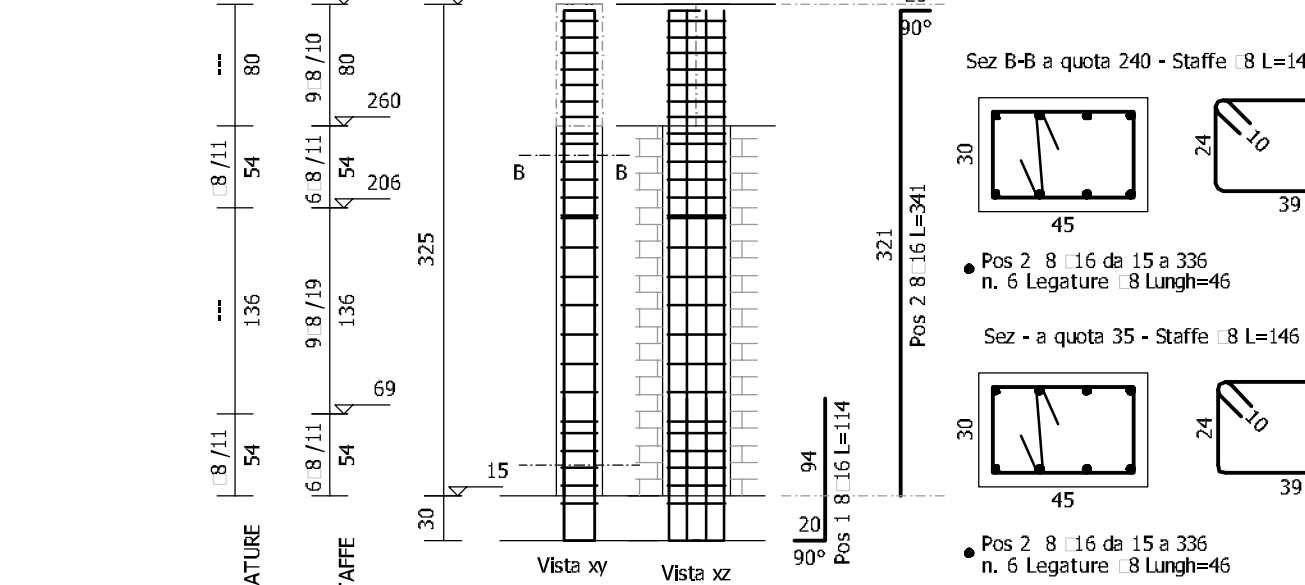 ---
80
9□8 /10
80
260
□8 /11
54
6□8 /11
54
206
---
136
9□8 /19
136
69
□8 /11
54
6□8 /11
54
ATURE
AFFE
325
30
15
B
B
Vista xy
Vista xz
90°
321
Pos 2 8□16 L=341
94
20
90°
Pos 1 8□16 L=114
Sez B-B a quota 240 - Staffe □8 L=14
30
45
24
10
39
Pos 2 8 □16 da 15 a 336
n. 6 Legature □8 Lungh=46
Sez - a quota 35 - Staffe □8 L=146
30
45
24
10
39
Pos 2 8 □16 da 15 a 336
n. 6 Legature □8 Lungh=46